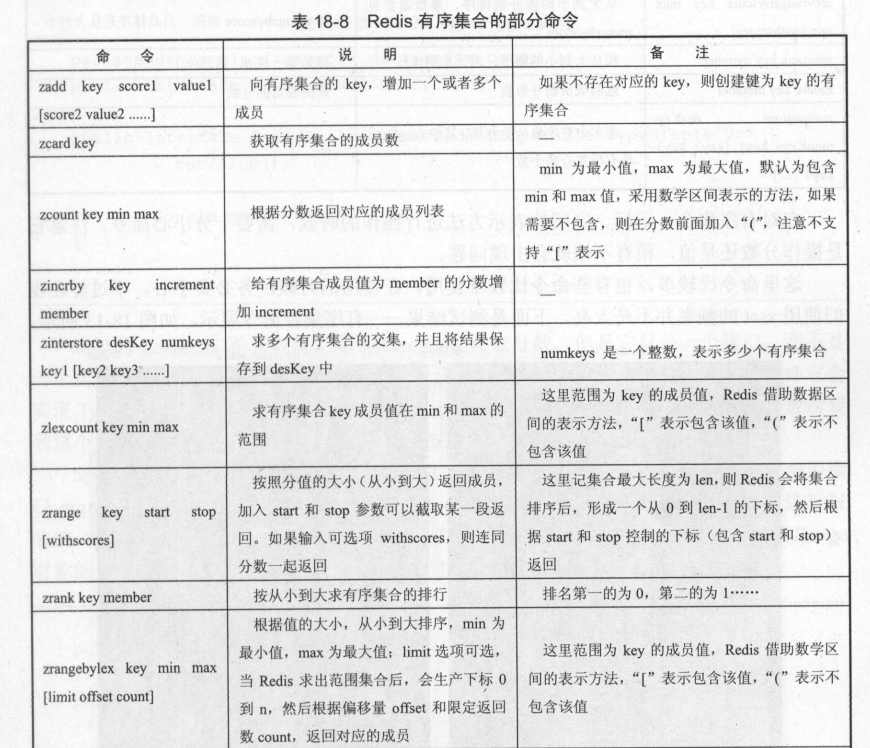 表 18-8 Redis 有序集合的部分命令
命 令
说 明
备 注
zadd key score1 value1
[score2 value2 ......]
向有序集合的 key，增加一个或者多个
成员
如果不存在对应的 key，则创建键为 key 的有
序集合
zcard key
获取有序集合的成员数
—
zcount key min max
根据分数返回对应的成员列表
min 为最小值，max 为最大值，默认为包含
min 和 max 值，采用数学区间表示的方法，如果
需要不包含，则在分数前面加入“(”，注意不支
持“[”表示
zincrby key increment
member
给有序集合成员值为 member 的分数增
加 increment
—
zinterstore desKey numkeys
key1 [key2 key3 ......]
求多个有序集合的交集，并且将结果保
存到 desKey 中
numkeys 是一个整数，表示多少个有序集合
zlexcount key min max
求有序集合 key 成员值在 min 和 max 的
范围
这里范围为 key 的成员值，Redis 借助数据区
间的表示方法，“[”表示包含该值，“(”表示不
包含该值
zrange key start stop
[withscores]
按照分值的大小（从小到大）返回成员，
加入 start 和 stop 参数可以截取某一段返
回。如果输入可选项 withscores，则连同
分数一起返回
这里记集合最大长度为 len，则 Redis 会将集合
排序后，形成一个从 0 到 len-1 的下标，然后根
据 start 和 stop 控制的下标（包含 start 和 stop）
返回
zrank key member
按从小到大求有序集合的排行
排名第一的为 0，第二的为 1……
zrangebylex key min max
[limit offset count]
根据值的大小，从小到大排序，min 为
最小值，max 为最大值；limit 选项可选，
当 Redis 求出范围集合后，会生产下标 0
到 n，然后根据偏移量 offset 和限定返回
数 count，返回对应的成员
这里范围为 key 的成员值，Redis 借助数学区
间的表示方法，“[”表示包含该值，“(”表示不
包含该值